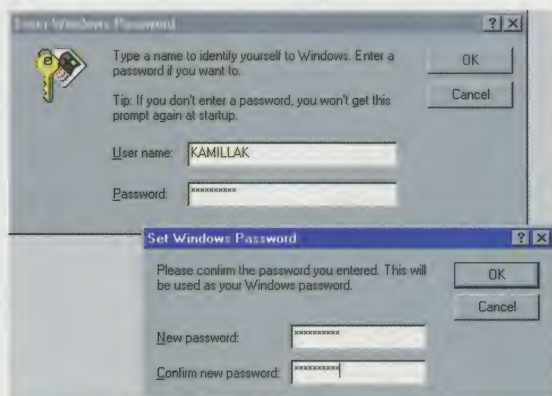 Enter Windows Password
? ×
Type a name to identify yourself to Windows. Enter a
password if you want to.
Tip: If you don't enter a password, you won't get this
prompt again at startup.
OK
Cancel
User name: KAMILLAK
Password: **********
Set Windows Password
? ×
Please confirm the password you entered. This will
be used as your Windows password.
OK
Cancel
New password: **********
Confirm new password: **********